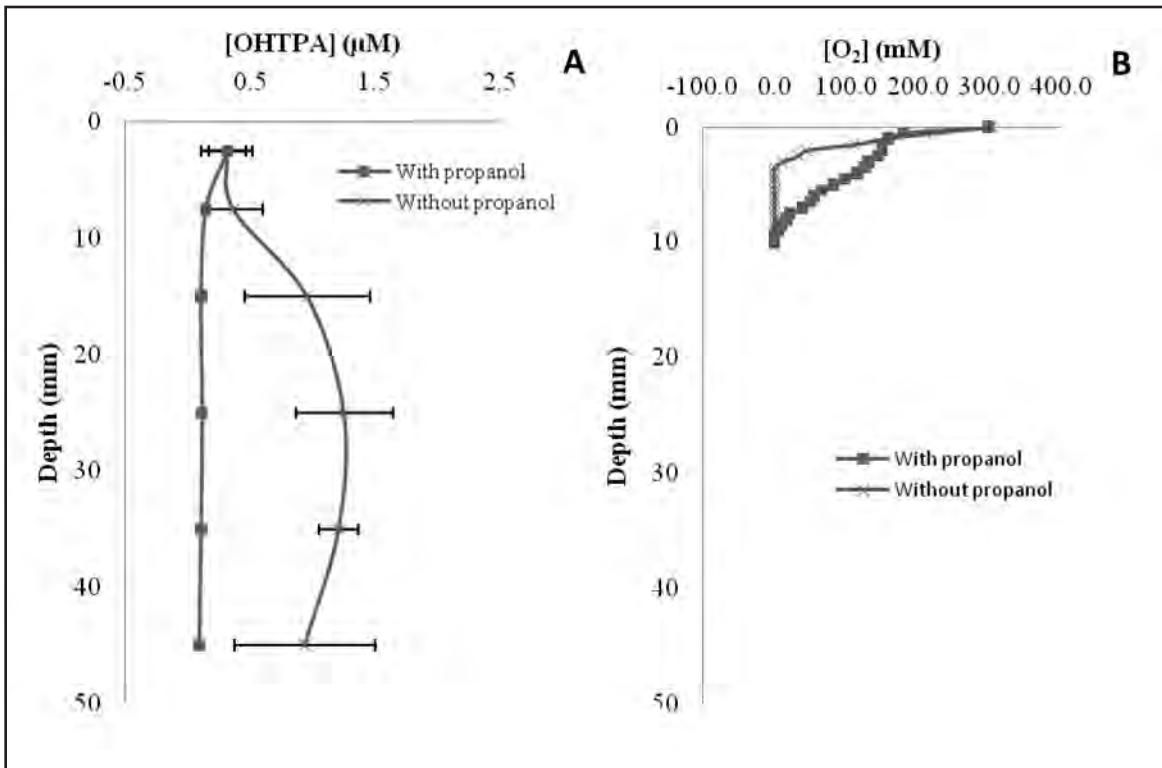 [OHTPA] (µM)
A
-0.5 0.5 1.5 2.5
0
10
20
30
40
50
Depth (mm)
With propanol
Without propanol
[O₂] (mM)
B
-100.0 0.0 100.0 200.0 300.0 400.0
0
10
20
30
40
50
Depth (mm)
With propanol
Without propanol